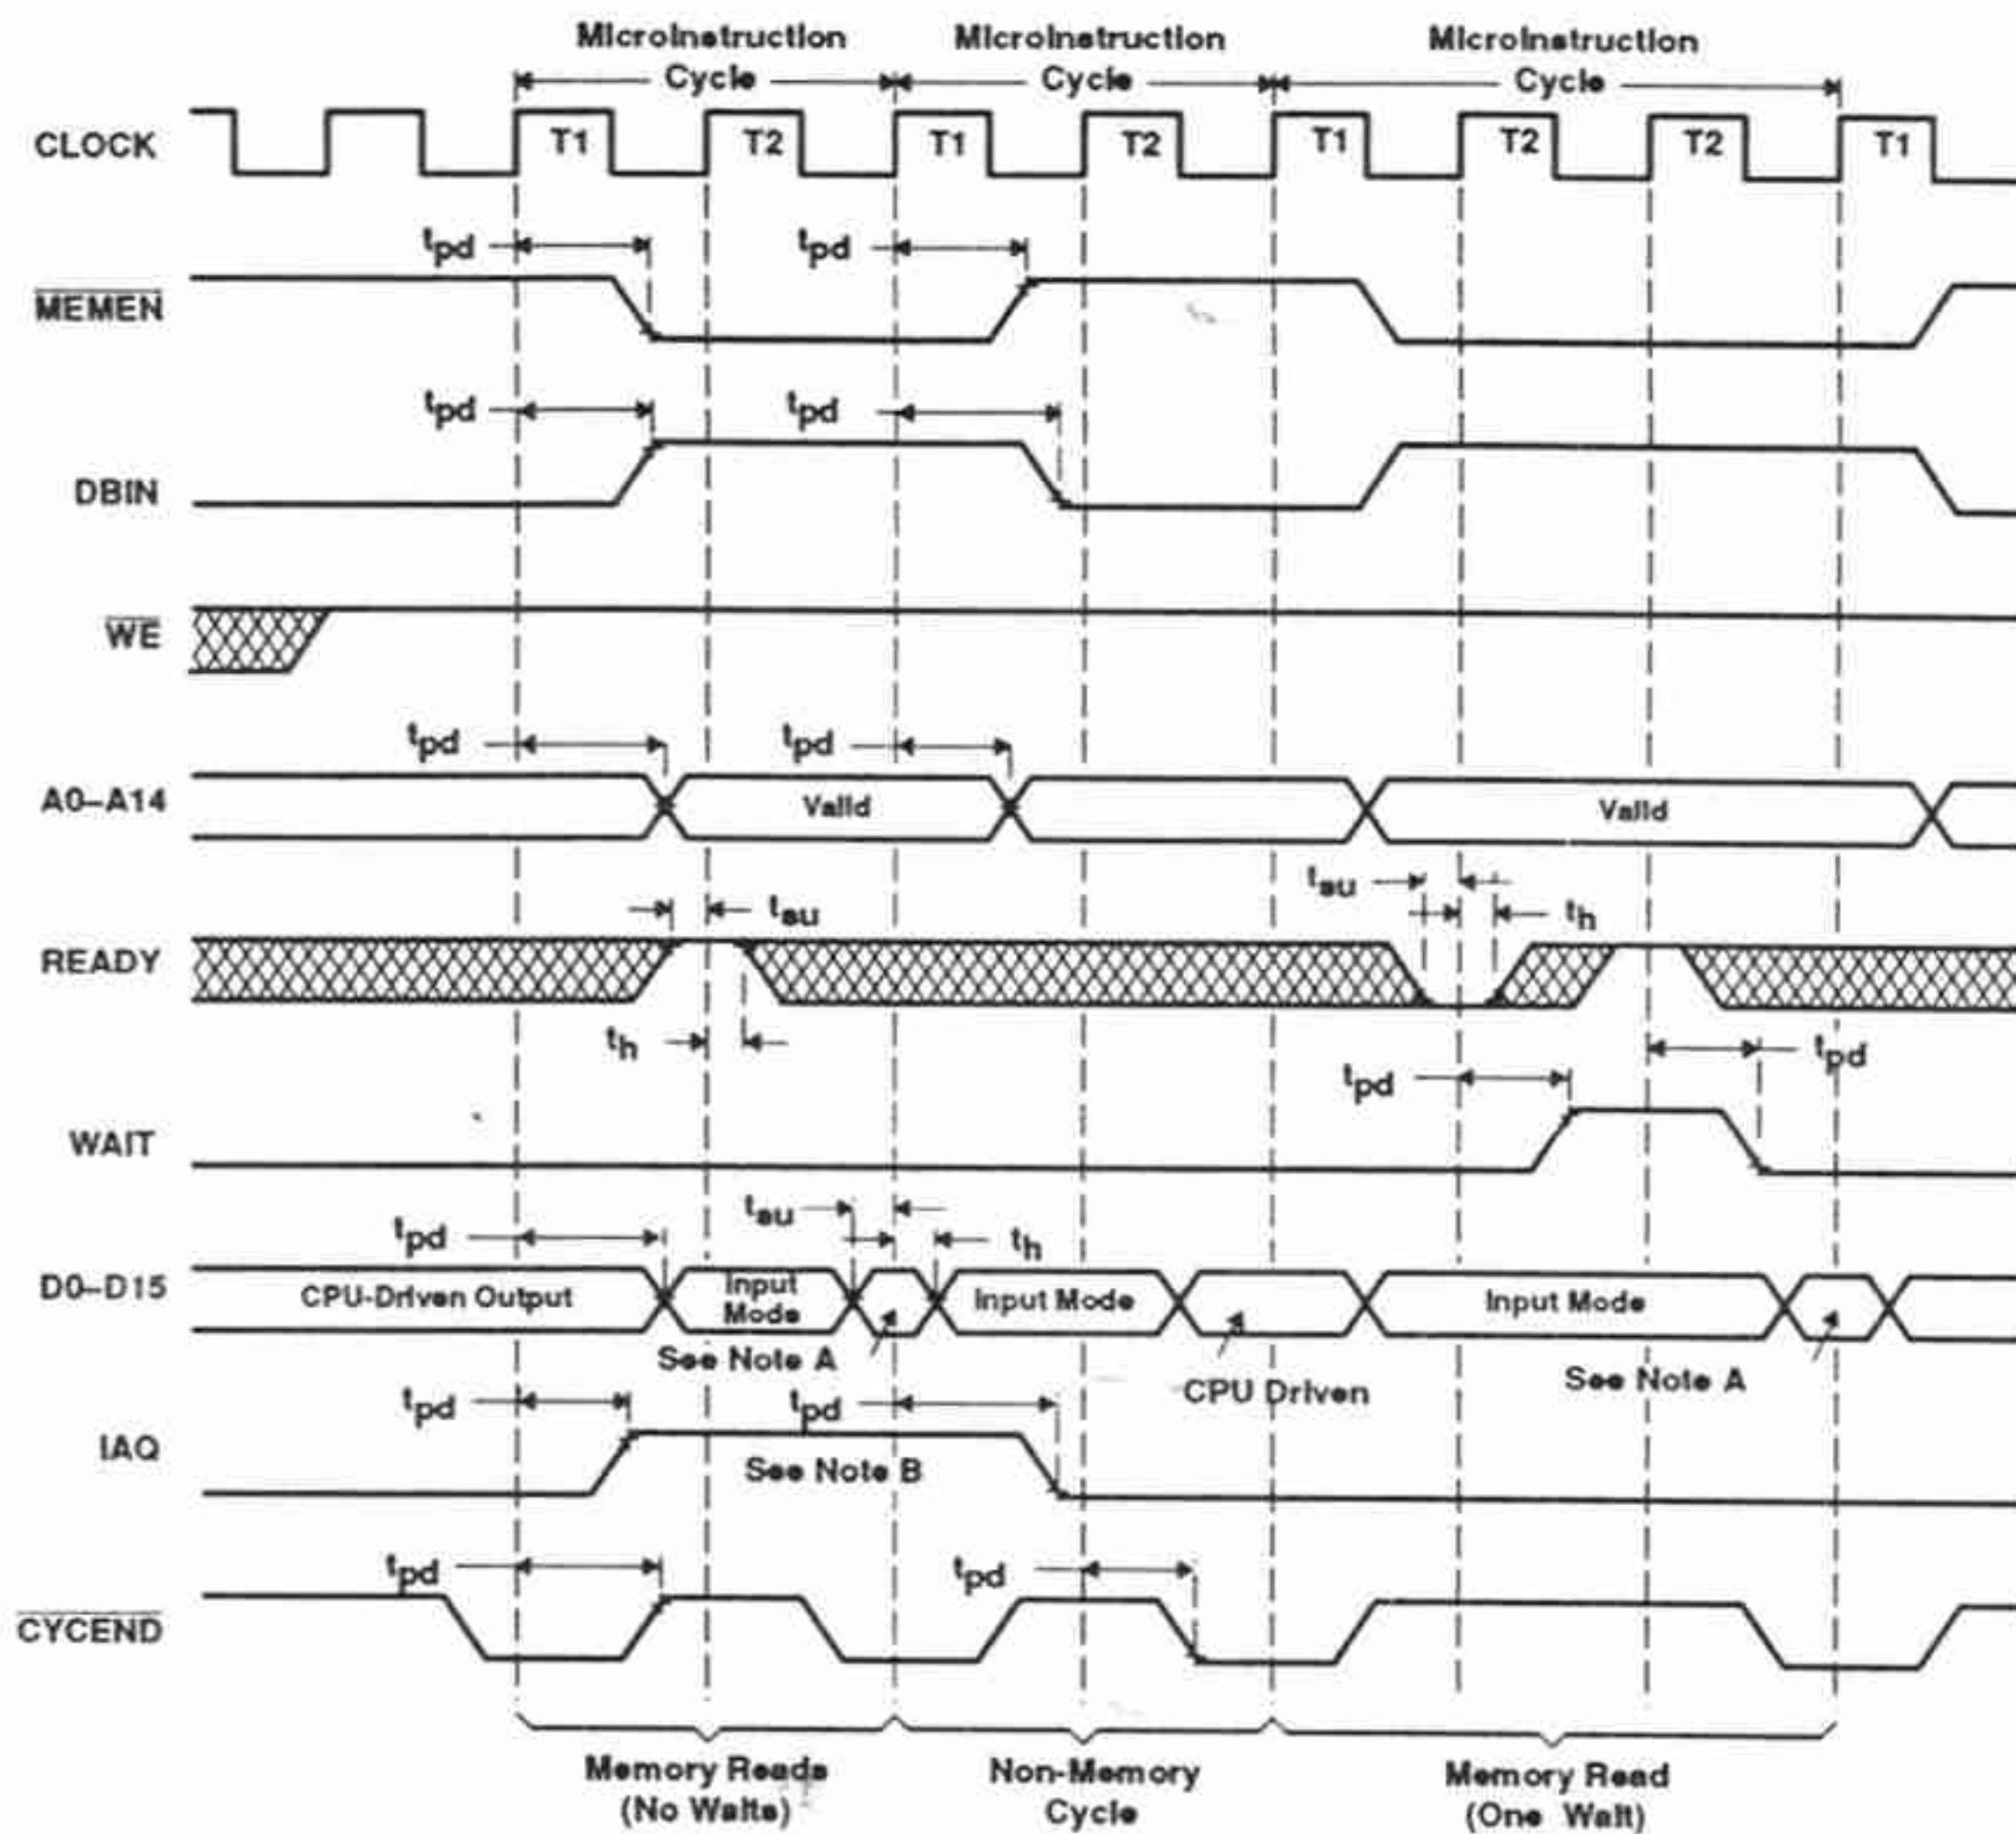 Microinstruction Microinstruction Microinstruction
Cycle Cycle Cycle
CLOCK T1 T2 T1 T2 T1 T2 T2 T1
tpd tpd
MEMEN
tpd tpd
DBIN
WE
tpd tpd
A0–A14 Valid Valid
tsu th
tsu
READY
th tpd
tpd
WAIT
tsu
tpd th
D0–D15 CPU-Driven Output Input Mode Input Mode Input Mode
See Note A CPU Driven See Note A
tpd tpd
IAQ
See Note B
tpd tpd
CYCEND
Memory Reads Non-Memory Memory Read
(No Waits) Cycle (One Wait)